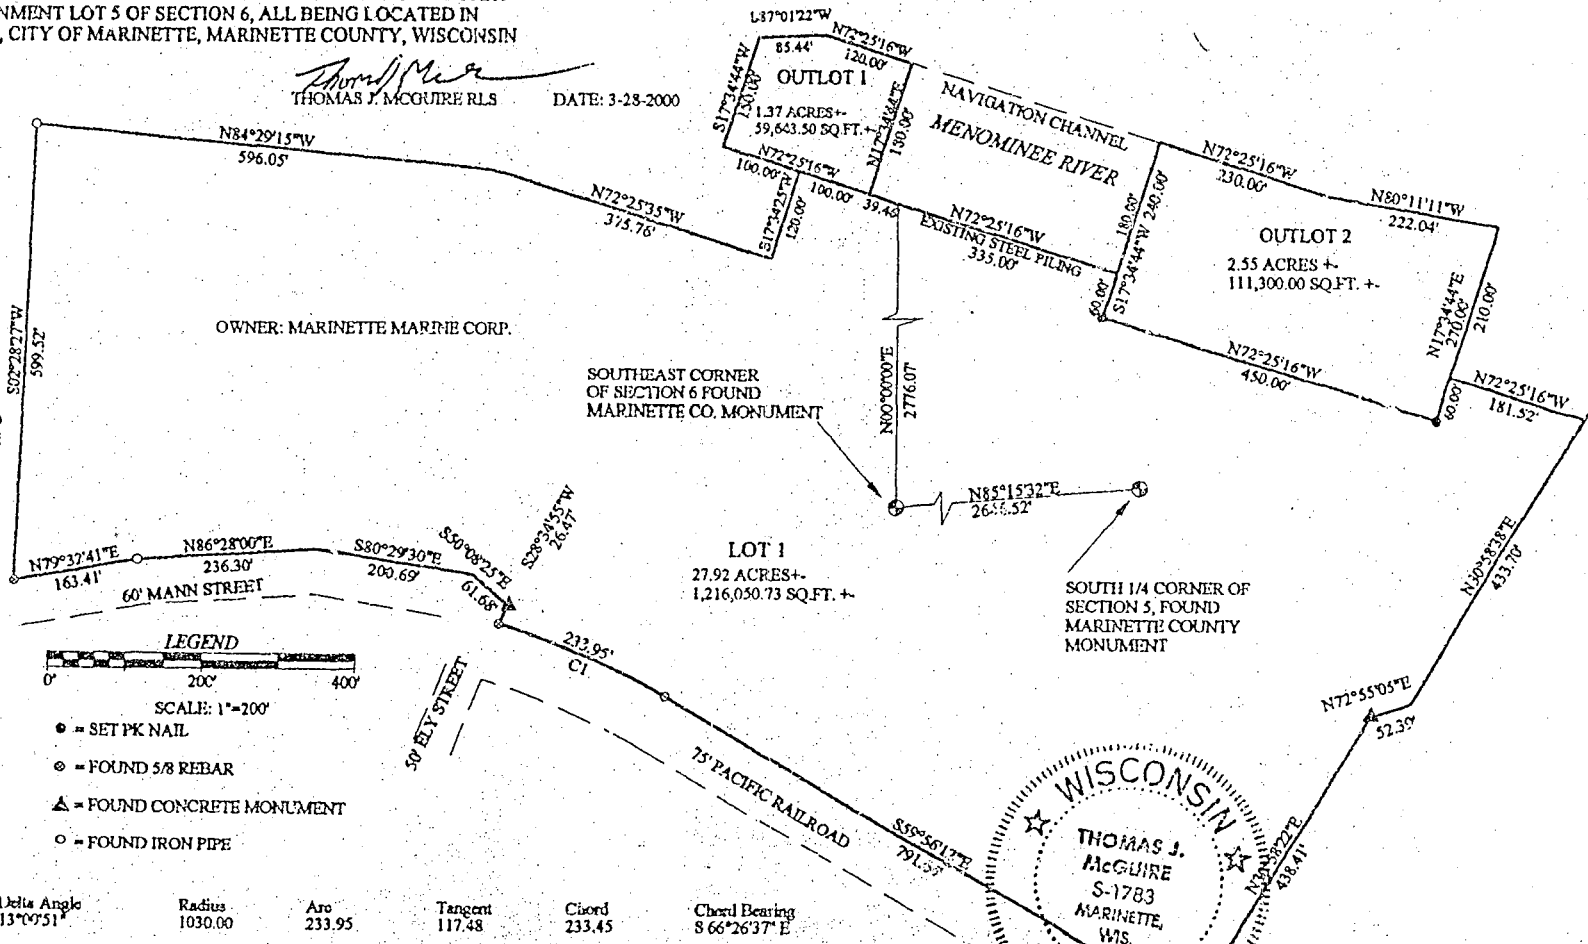 NMENT LOT 5 OF SECTION 6, ALL BEING LOCATED IN
, CITY OF MARINETTE, MARINETTE COUNTY, WISCONSIN
THOMAS J. MCGUIRE RLS
DATE: 3-28-2000
N84°29'15"W
596.05'
N72°25'35"W
375.76'
S17°34'25"W
120.00'
87°01'22"W
85.44'
N72°25'16"W
120.00'
S17°34'44"W
150.00'
OUTLOT 1
1.37 ACRES+-
59,643.50 SQ.FT.+-
N17°34'44"E
130.00'
N72°25'16"W
100.00'
100.00'
NAVIGATION CHANNEL
MENOMINEE RIVER
N72°25'16"W
EXISTING STEEL PILING
335.00'
180.00'
240.00'
S17°34'44"W
60.00'
N72°25'16"W
230.00'
N80°11'11"W
222.04'
OUTLOT 2
2.55 ACRES +-
111,300.00 SQ.FT. +-
N17°34'44"E
270.00'
210.00'
60.00'
N72°25'16"W
450.00'
N72°25'16"W
181.52'
S02°28'27"W
599.52'
OWNER: MARINETTE MARINE CORP.
SOUTHEAST CORNER
OF SECTION 6 FOUND
MARINETTE CO. MONUMENT
N00°00'00"E
2776.07'
N85°15'32"E
LOT 1
27.92 ACRES+-
1,216,050.73 SQ.FT. +-
SOUTH 1/4 CORNER OF
SECTION 5, FOUND
MARINETTE COUNTY
MONUMENT
N30°58'38"E
433.70'
N72°55'05"E
52.39'
438.41'
N79°37'41"E
163.41'
N86°28'00"E
236.30'
S80°29'30"E
200.69'
S50°08'25"E
61.68'
S28°34'55"W
26.47'
60' MANN STREET
233.95'
C1
50' ELY STREET
75' PACIFIC RAILROAD
LEGEND
0' 200' 400'
SCALE: 1"=200'
= SET PK NAIL
= FOUND 5/8 REBAR
= FOUND CONCRETE MONUMENT
= FOUND IRON PIPE
WISCONSIN
THOMAS J.
McGUIRE
S-1783
MARINETTE,
WIS.
Delta Angle Radius Arc Tangent Chord Chord Bearing
13°00'51" 1030.00 233.95 117.48 233.45 S 66°26'37" E